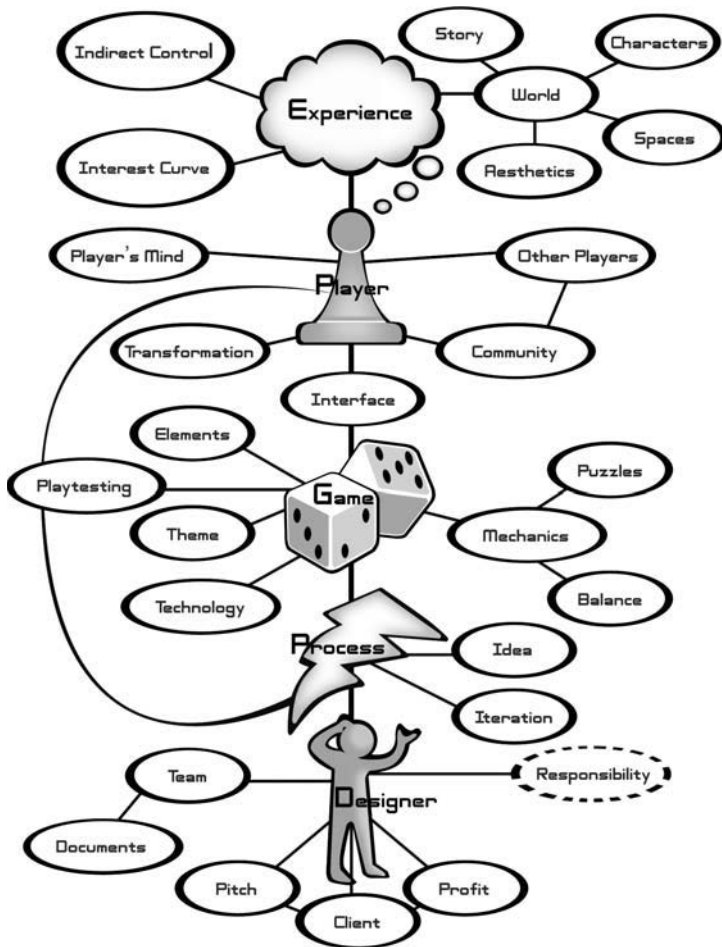 Story
Indirect Control
Characters
World
Experience
Spaces
Interest Curve
Aesthetics
Player's Mind
Other Players
Player
Transformation
Community
Interface
Elements
Puzzles
Playtesting
Game
Theme
Mechanics
Technology
Balance
Process
Idea
Iteration
Team
Responsibility
Designer
Documents
Pitch
Profit
Client